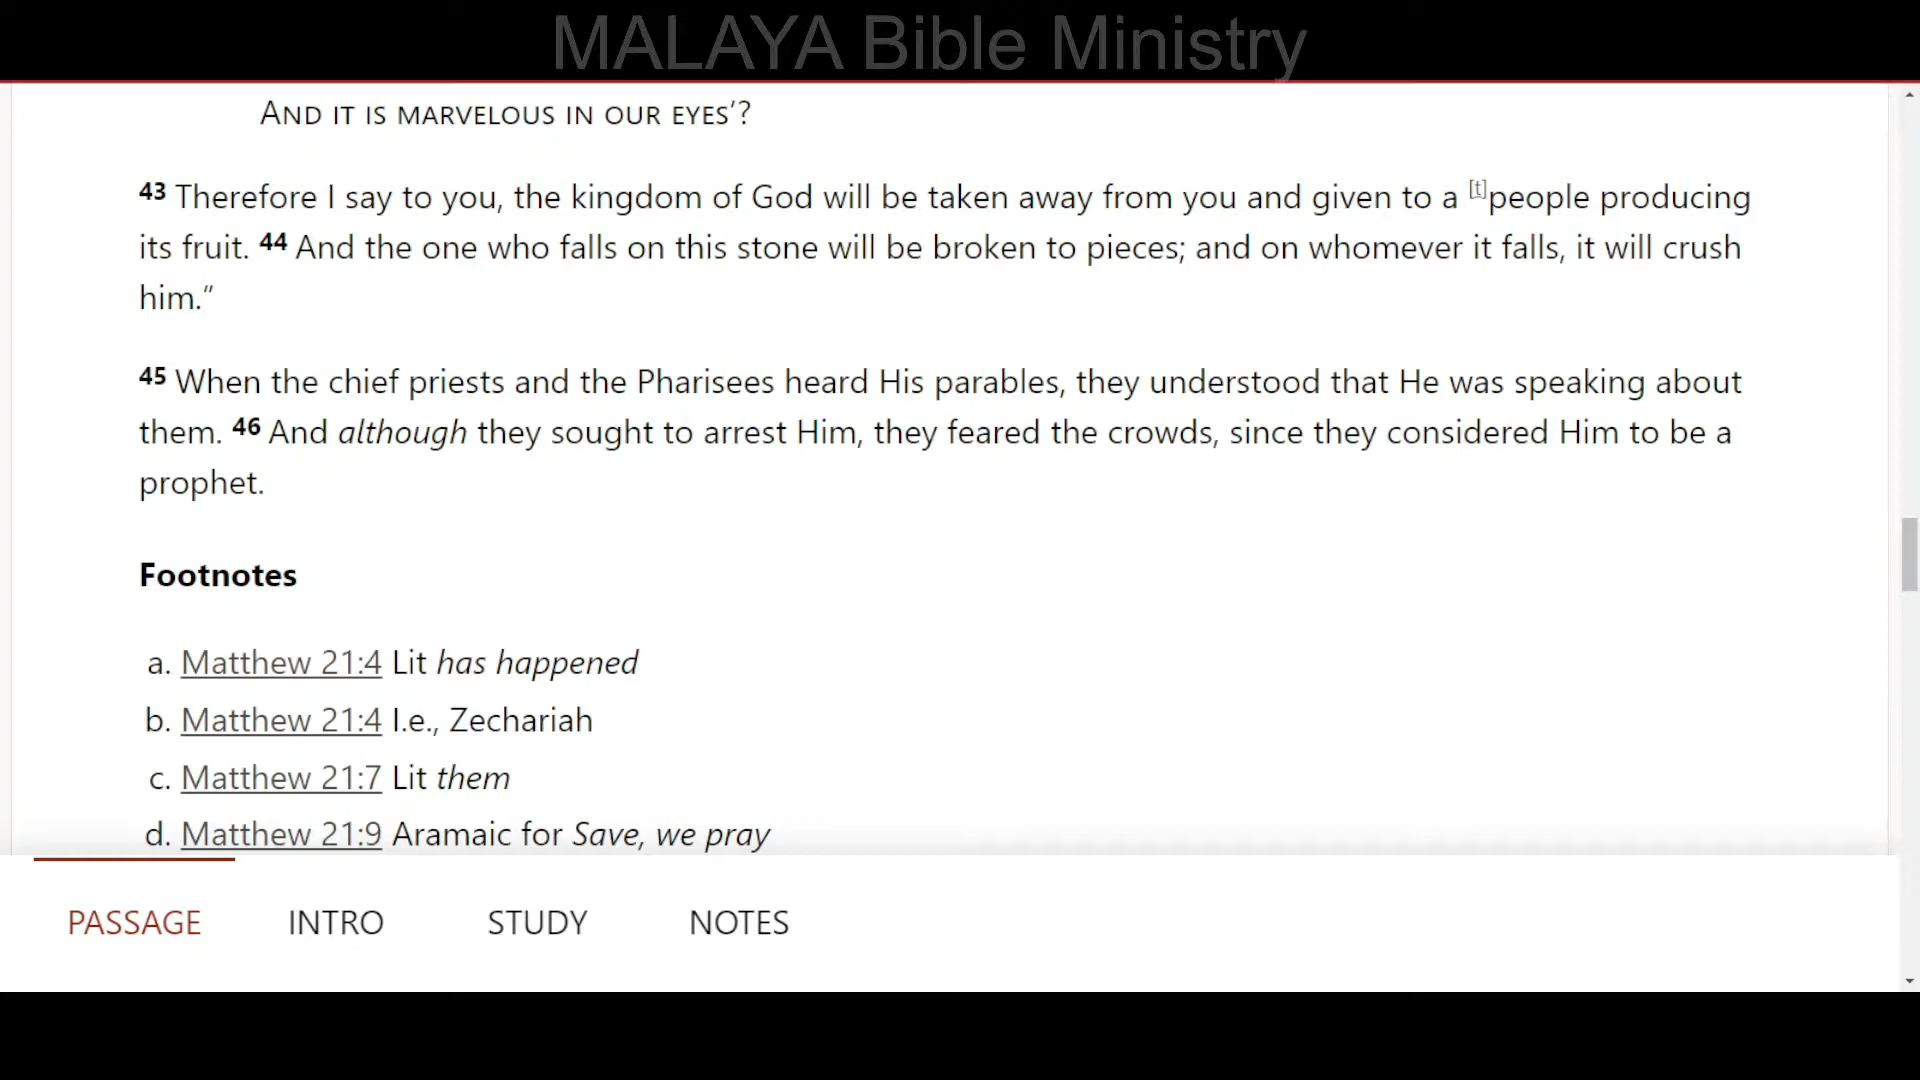 MALAYA Bible Ministry
AND IT IS MARVELOUS IN OUR EYES’?
43 Therefore I say to you, the kingdom of God will be taken away from you and given to a [t]people producing
its fruit. 44 And the one who falls on this stone will be broken to pieces; and on whomever it falls, it will crush
him.”
45 When the chief priests and the Pharisees heard His parables, they understood that He was speaking about
them. 46 And although they sought to arrest Him, they feared the crowds, since they considered Him to be a
prophet.
Footnotes
a. Matthew 21:4 Lit has happened
b. Matthew 21:4 I.e., Zechariah
c. Matthew 21:7 Lit them
d. Matthew 21:9 Aramaic for Save, we pray
PASSAGE INTRO STUDY NOTES